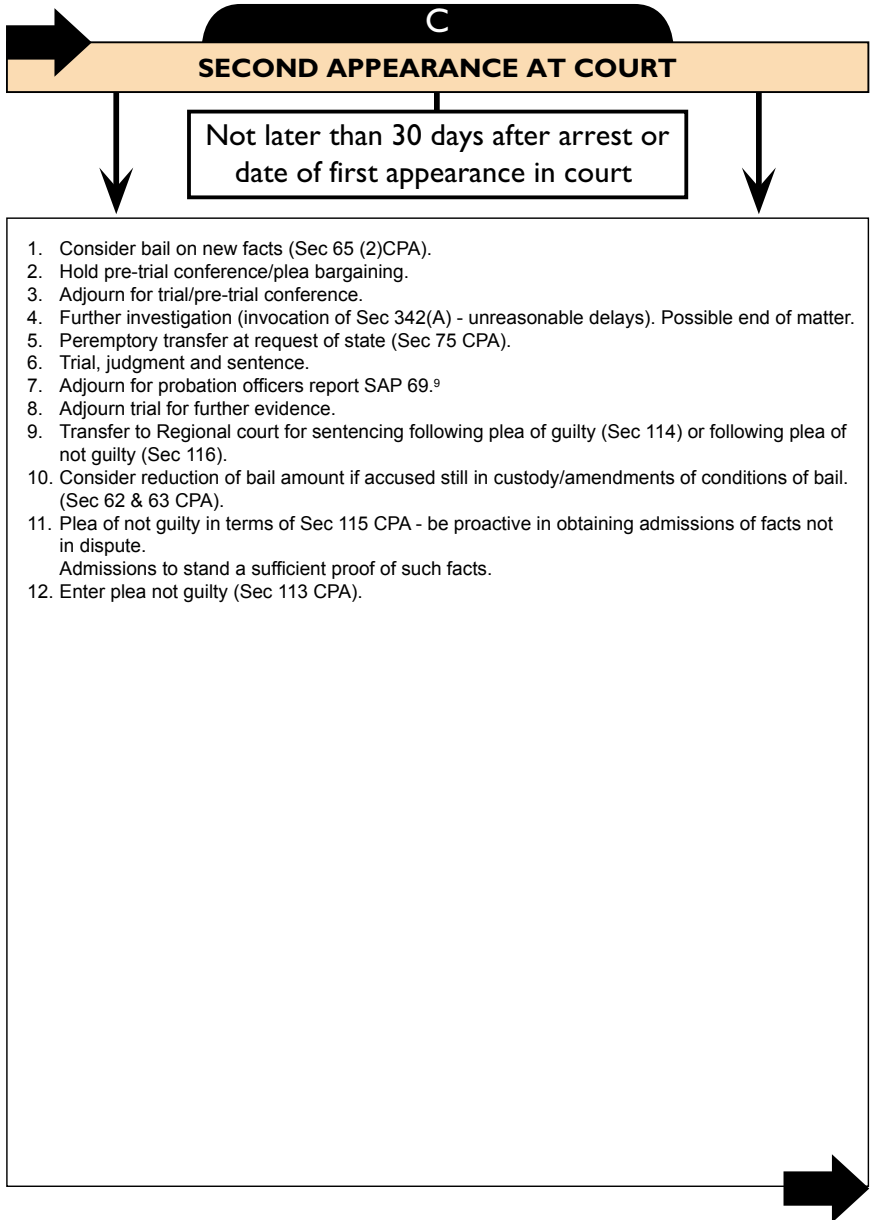 C
SECOND APPEARANCE AT COURT
Not later than 30 days after arrest or
date of first appearance in court
1. Consider bail on new facts (Sec 65 (2)CPA).
2. Hold pre-trial conference/plea bargaining.
3. Adjourn for trial/pre-trial conference.
4. Further investigation (invocation of Sec 342(A) - unreasonable delays). Possible end of matter.
5. Peremptory transfer at request of state (Sec 75 CPA).
6. Trial, judgment and sentence.
7. Adjourn for probation officers report SAP 69.⁹
8. Adjourn trial for further evidence.
9. Transfer to Regional court for sentencing following plea of guilty (Sec 114) or following plea of
not guilty (Sec 116).
10. Consider reduction of bail amount if accused still in custody/amendments of conditions of bail.
(Sec 62 & 63 CPA).
11. Plea of not guilty in terms of Sec 115 CPA - be proactive in obtaining admissions of facts not
in dispute.
Admissions to stand a sufficient proof of such facts.
12. Enter plea not guilty (Sec 113 CPA).